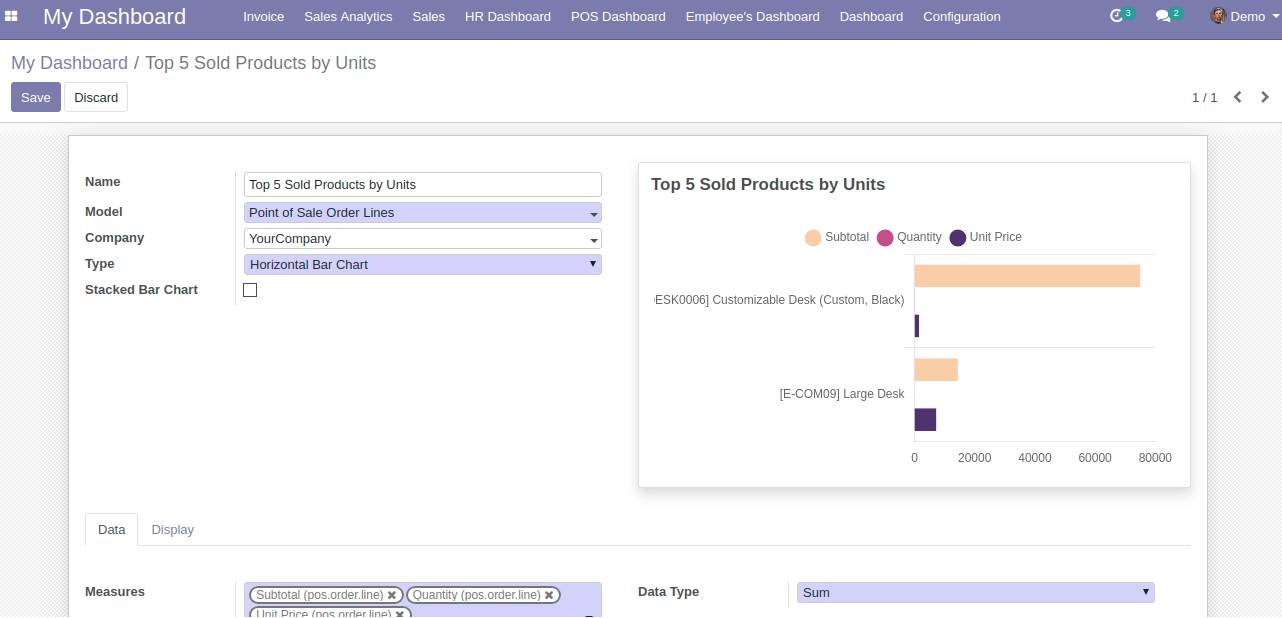 My Dashboard Invoice Sales Analytics Sales HR Dashboard POS Dashboard Employee's Dashboard Dashboard Configuration 3 2 Demo
My Dashboard / Top 5 Sold Products by Units
Save Discard 1 / 1
Name Top 5 Sold Products by Units
Model Point of Sale Order Lines
Company YourCompany
Type Horizontal Bar Chart
Stacked Bar Chart
Top 5 Sold Products by Units
Subtotal Quantity Unit Price
ESK0006] Customizable Desk (Custom, Black)
[E-COM09] Large Desk
0 20000 40000 60000 80000
Data Display
Measures Subtotal (pos.order.line) Quantity (pos.order.line) Data Type Sum
Unit Price (pos.order.line)